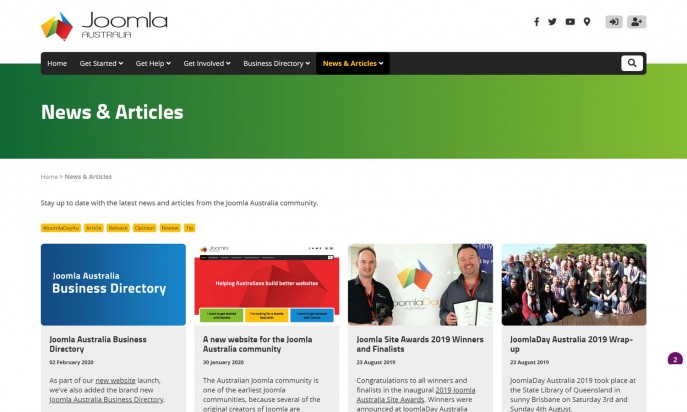 Joomla
AUSTRALIA
Home Get Started Get Help Get Involved Business Directory News & Articles
News & Articles
Home > News & Articles
Stay up to date with the latest news and articles from the Joomla Australia community.
#JoomlaDayAu Article Release Opinion Review Tip
Joomla Australia
Business Directory
Joomla Australia Business
Directory
02 February 2020
As part of our new website launch,
we've also added the brand new
Joomla Australia Business Directory.
Joomla
Helping Australians build better websites
A new website for the Joomla
Australia community
30 January 2020
The Australian Joomla community is
one of the earliest Joomla
communities, because several of the
original creators of Joomla are
JoomlaDay
Joomla Site Awards 2019 Winners
and Finalists
23 August 2019
Congratulations to all winners and
finalists in the inaugural 2019 Joomla
Australia Site Awards. Winners were
announced at JoomlaDay Australia
JoomlaDay Australia 2019 Wrap-
up
23 August 2019
JoomlaDay Australia 2019 took place at
the State Library of Queensland in
sunny Brisbane on Saturday 3rd and
Sunday 4th August.
2